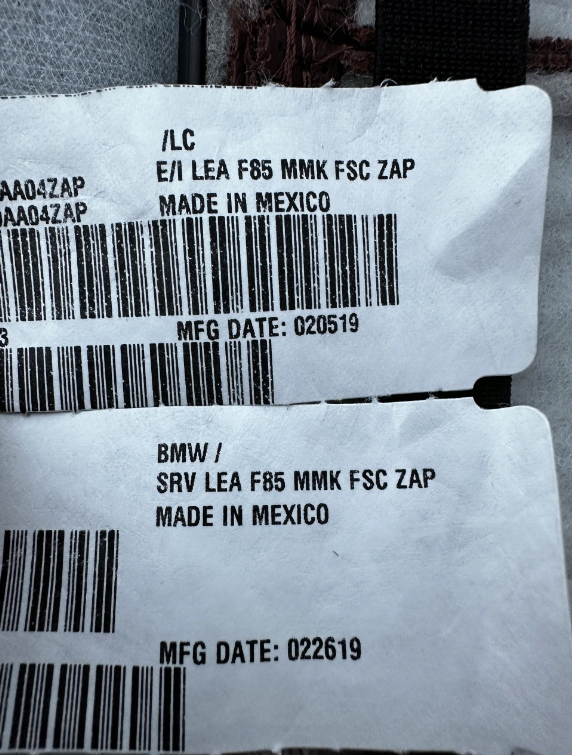 /LC
E/I LEA F85 MMK FSC ZAP
AA04ZAP
AA04ZAP
MADE IN MEXICO
3
MFG DATE: 020519
BMW /
SRV LEA F85 MMK FSC ZAP
MADE IN MEXICO
MFG DATE: 022619